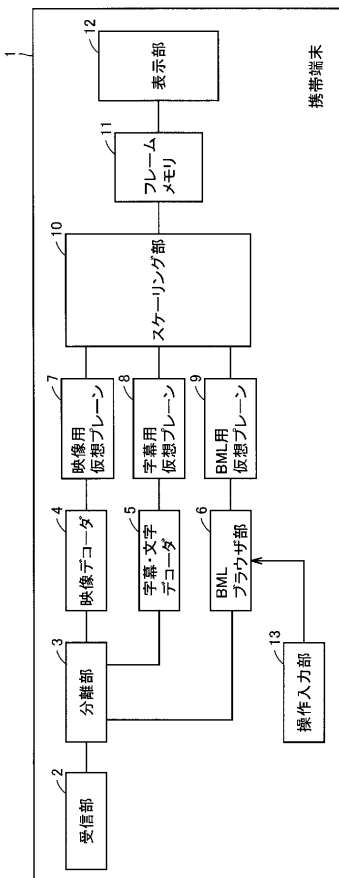 1
携帯端末
2
受信部
3
分離部
4
映像デコーダ
5
字幕・文字
デコーダ
6
BML
ブラウザ部
7
映像用
仮想プレーン
8
字幕用
仮想プレーン
9
BML用
仮想プレーン
10
スケーリング部
11
フレーム
メモリ
12
表示部
13
操作入力部